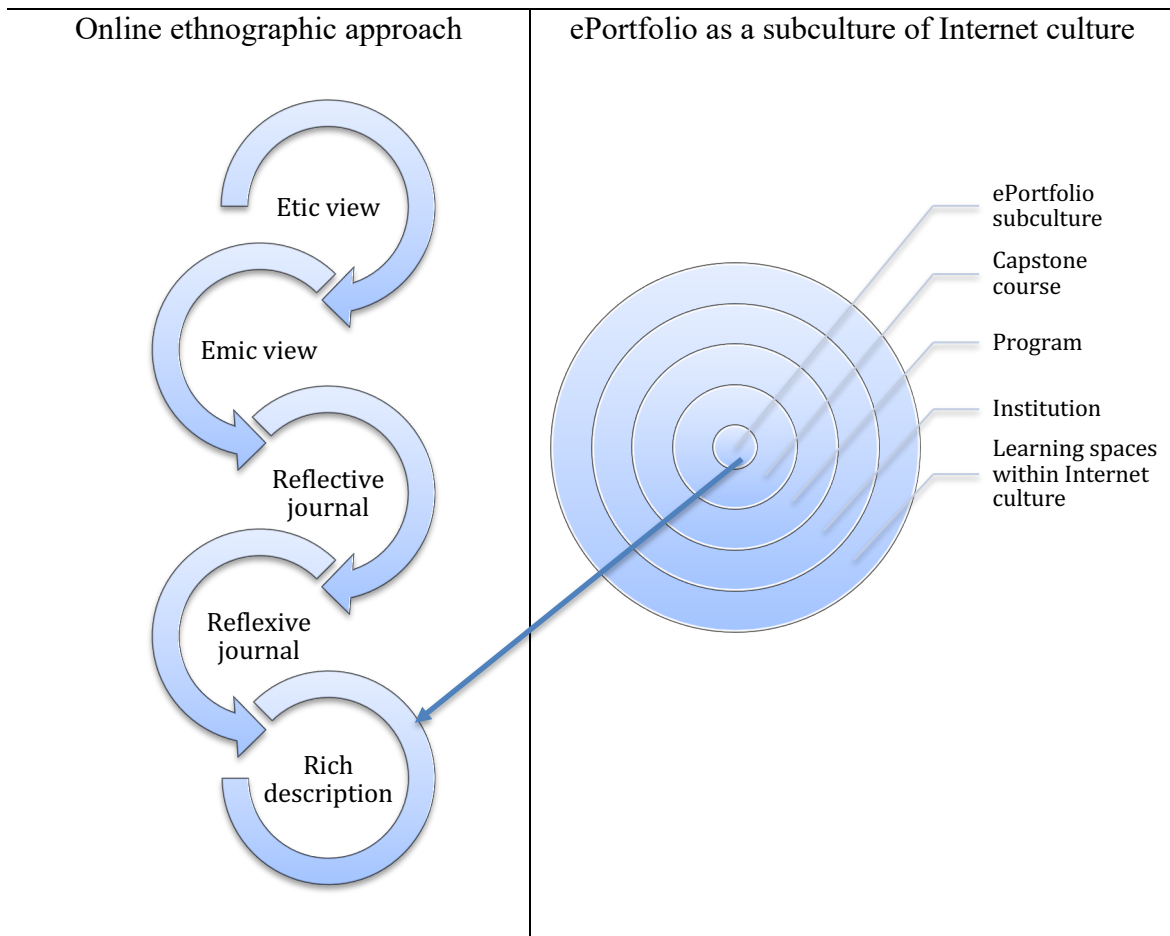 Online ethnographic approach
ePortfolio as a subculture of Internet culture
Etic view
Emic view
Reflective
journal
Reflexive
journal
Rich
description
ePortfolio
subculture
Capstone
course
Program
Institution
Learning spaces
within Internet
culture